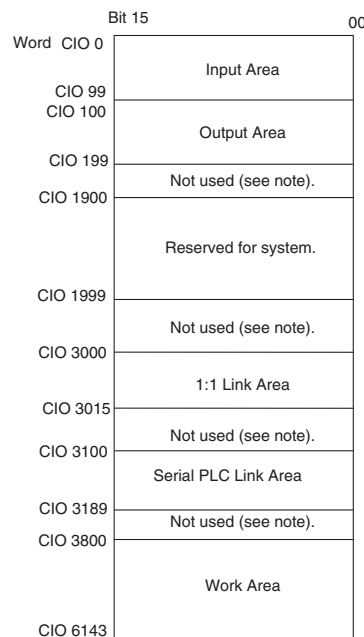 Bit 15 00
Word CIO 0
Input Area
CIO 99
CIO 100
Output Area
CIO 199
Not used (see note).
CIO 1900
Reserved for system.
CIO 1999
Not used (see note).
CIO 3000
1:1 Link Area
CIO 3015
Not used (see note).
CIO 3100
Serial PLC Link Area
CIO 3189
Not used (see note).
CIO 3800
Work Area
CIO 6143